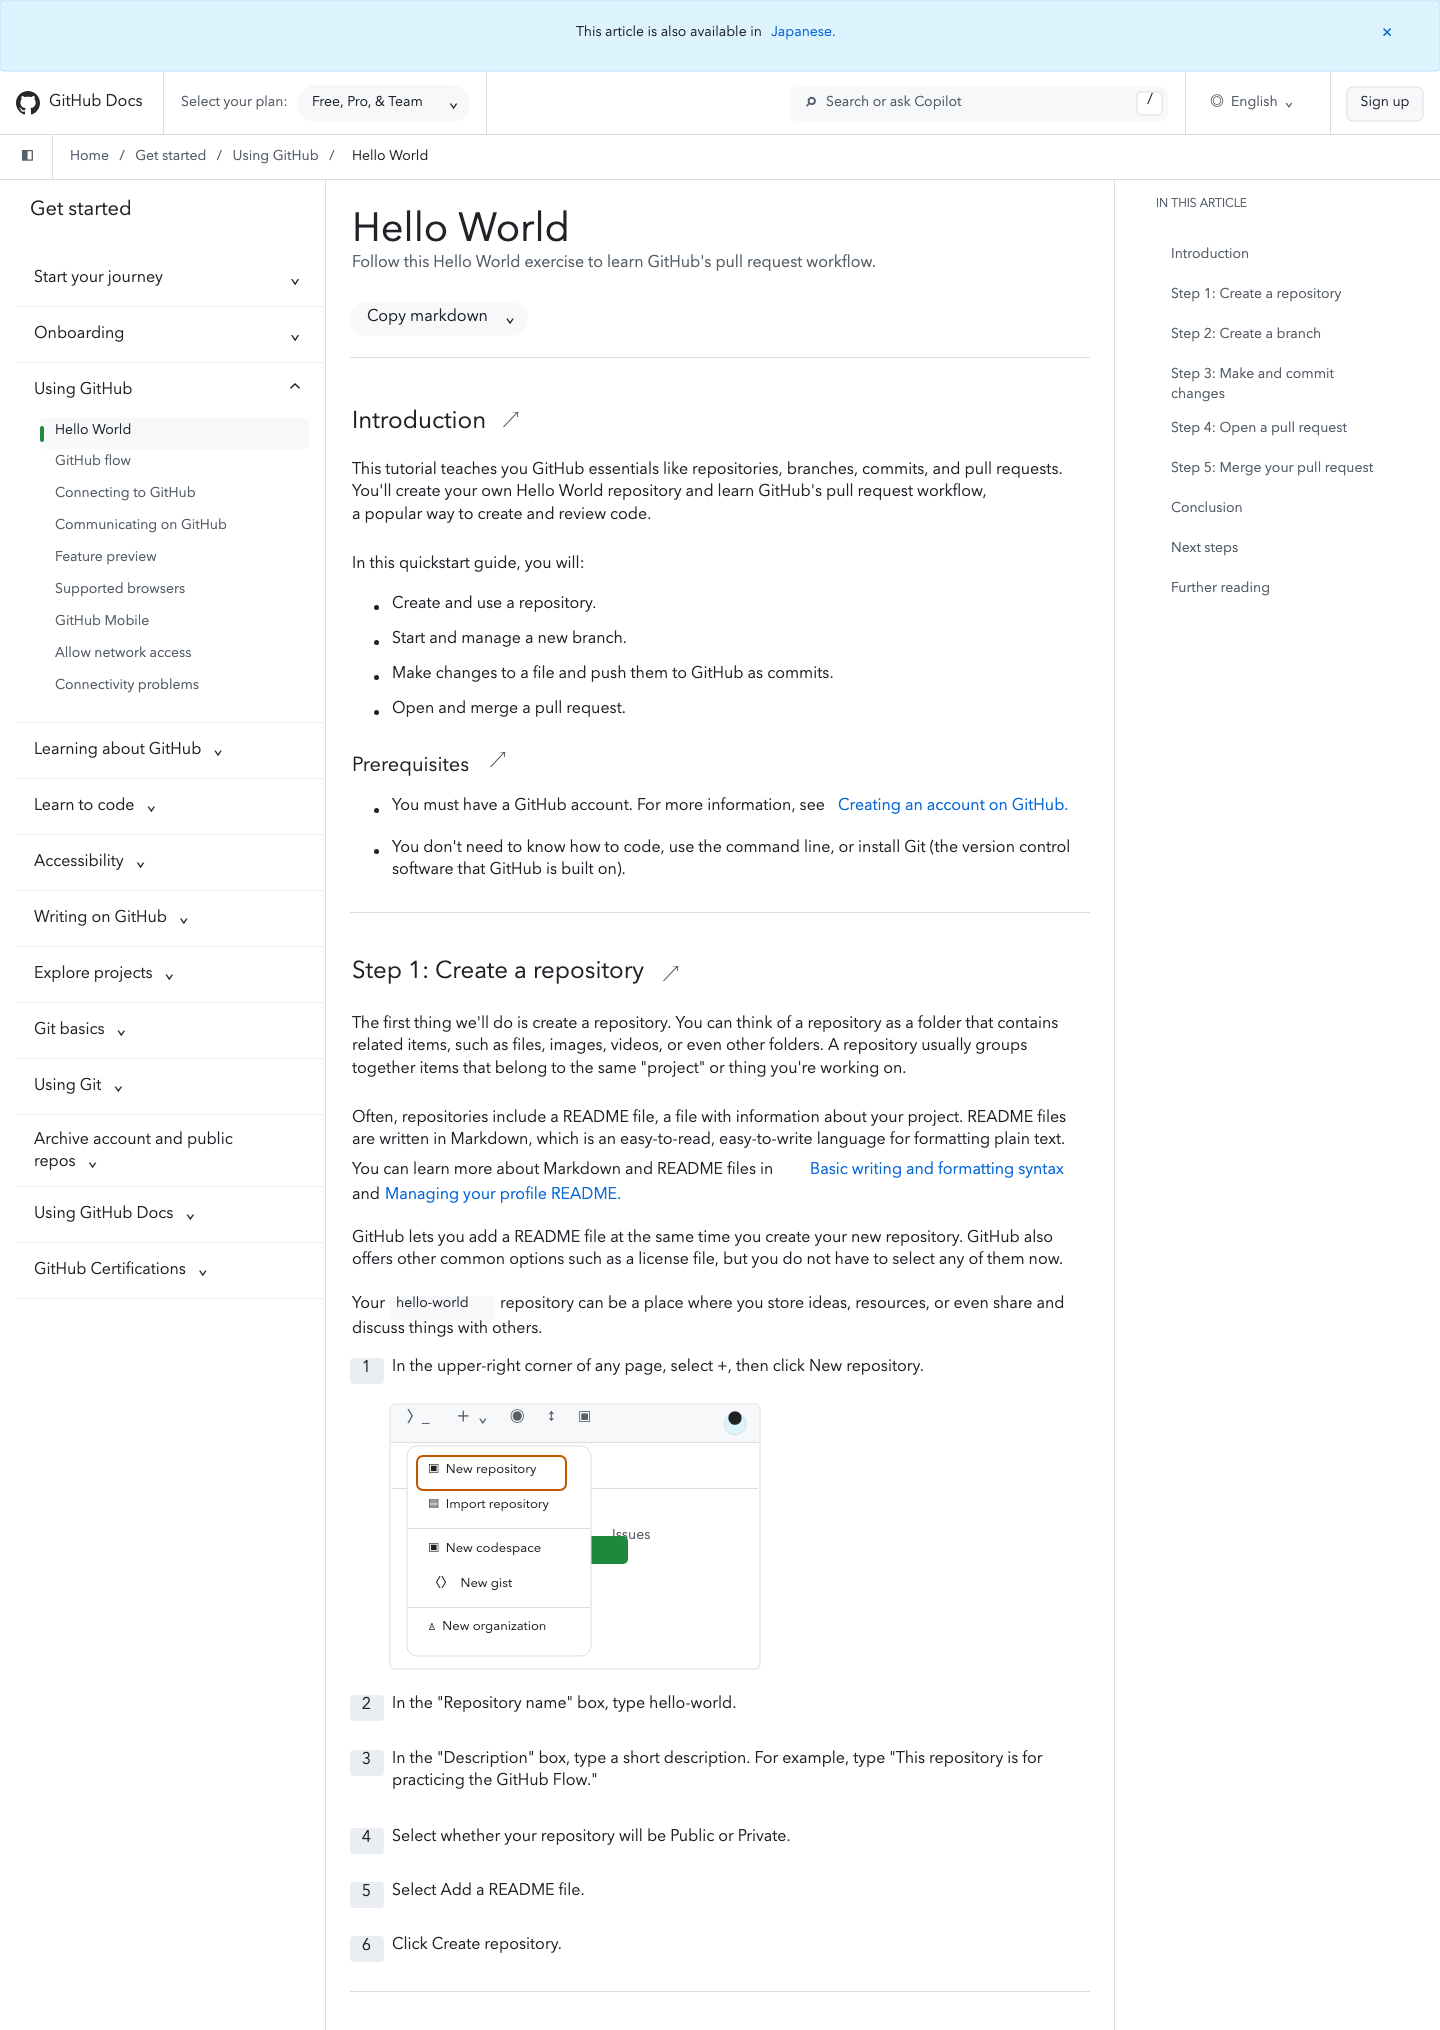 This article is also available in Japanese.
GitHub Docs
Select your plan: Free, Pro, & Team
Search or ask Copilot
/
English
Sign up
Home / Get started / Using GitHub / Hello World
Get started
Start your journey
Onboarding
Using GitHub
Hello World
GitHub flow
Connecting to GitHub
Communicating on GitHub
Feature preview
Supported browsers
GitHub Mobile
Allow network access
Connectivity problems
Learning about GitHub
Learn to code
Accessibility
Writing on GitHub
Explore projects
Git basics
Using Git
Archive account and public
repos
Using GitHub Docs
GitHub Certifications
Hello World
Follow this Hello World exercise to learn GitHub's pull request workflow.
Copy markdown
Introduction
This tutorial teaches you GitHub essentials like repositories, branches, commits, and pull requests.
You'll create your own Hello World repository and learn GitHub's pull request workflow,
a popular way to create and review code.
In this quickstart guide, you will:
Create and use a repository.
Start and manage a new branch.
Make changes to a file and push them to GitHub as commits.
Open and merge a pull request.
Prerequisites
You must have a GitHub account. For more information, see Creating an account on GitHub.
You don't need to know how to code, use the command line, or install Git (the version control
software that GitHub is built on).
Step 1: Create a repository
The first thing we'll do is create a repository. You can think of a repository as a folder that contains
related items, such as files, images, videos, or even other folders. A repository usually groups
together items that belong to the same "project" or thing you're working on.
Often, repositories include a README file, a file with information about your project. README files
are written in Markdown, which is an easy-to-read, easy-to-write language for formatting plain text.
You can learn more about Markdown and README files in Basic writing and formatting syntax
and Managing your profile README.
GitHub lets you add a README file at the same time you create your new repository. GitHub also
offers other common options such as a license file, but you do not have to select any of them now.
Your hello-world repository can be a place where you store ideas, resources, or even share and
discuss things with others.
1 In the upper-right corner of any page, select +, then click New repository.
New repository
Import repository
Issues
New codespace
New gist
New organization
2 In the "Repository name" box, type hello-world.
3 In the "Description" box, type a short description. For example, type "This repository is for
practicing the GitHub Flow."
4 Select whether your repository will be Public or Private.
5 Select Add a README file.
6 Click Create repository.
IN THIS ARTICLE
Introduction
Step 1: Create a repository
Step 2: Create a branch
Step 3: Make and commit
changes
Step 4: Open a pull request
Step 5: Merge your pull request
Conclusion
Next steps
Further reading